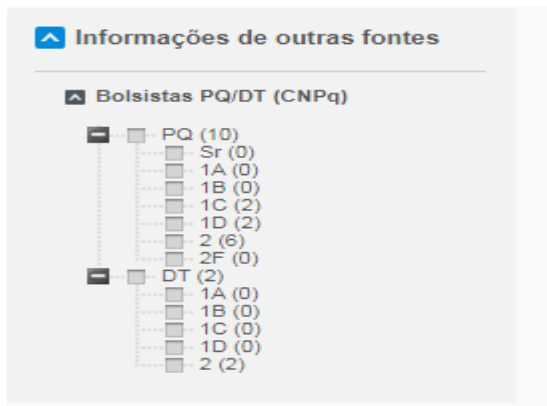 Informações de outras fontes
Bolsistas PQ/DT (CNPq)
PQ (10)
Sr (0)
1A (0)
1B (0)
1C (2)
1D (2)
2 (6)
2F (0)
DT (2)
1A (0)
1B (0)
1C (0)
1D (0)
2 (2)